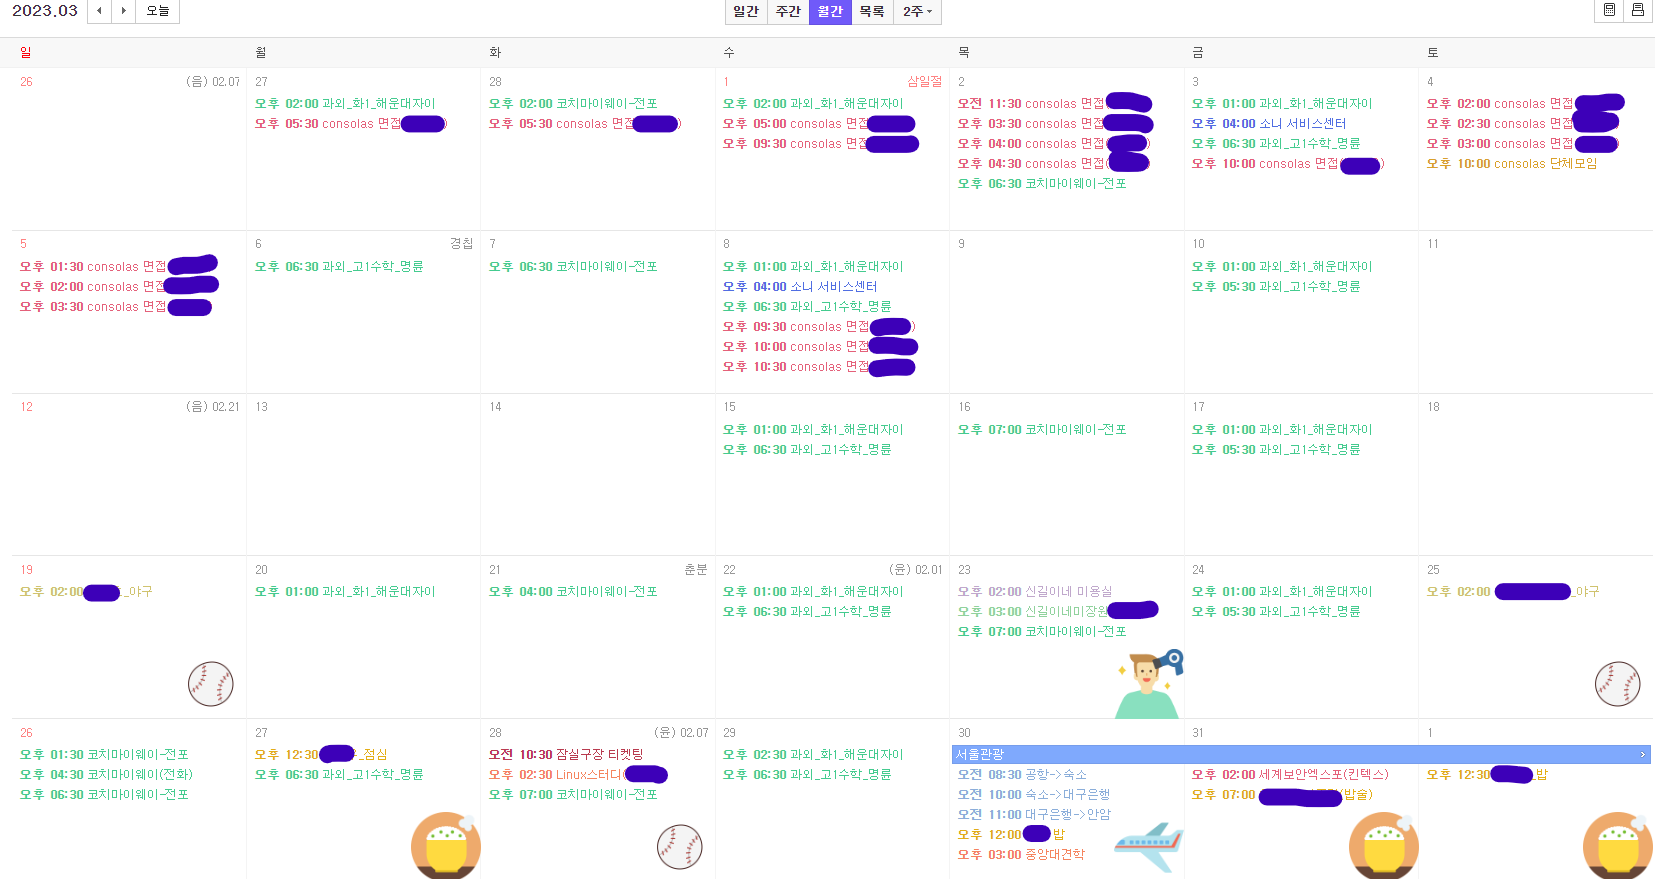 2023.03 오늘 일간 주간 월간 목록 2주
일 월 화 수 목 금 토
26 (음) 02.07
27
오후 02:00 과외_화1_해운대자이
오후 05:30 consolas 면접 )
28
오후 02:00 코치마이웨이-전포
오후 05:30 consolas 면접 )
1 삼일절
오후 02:00 과외_화1_해운대자이
오후 05:00 consolas 면접
오후 09:30 consolas 면접
2
오전 11:30 consolas 면접
오후 03:30 consolas 면접
오후 04:00 consolas 면접( )
오후 04:30 consolas 면접( )
오후 06:30 코치마이웨이-전포
3
오후 01:00 과외_화1_해운대자이
오후 04:00 소니 서비스센터
오후 06:30 과외_고1수학_명륜
오후 10:00 consolas 면접( )
4
오후 02:00 consolas 면접
오후 02:30 consolas 면접
오후 03:00 consolas 면접 )
오후 10:00 consolas 단체모임
5
오후 01:30 consolas 면접
오후 02:00 consolas 면접
오후 03:30 consolas 면접
6 경칩
오후 06:30 과외_고1수학_명륜
7
오후 06:30 코치마이웨이-전포
8
오후 01:00 과외_화1_해운대자이
오후 04:00 소니 서비스센터
오후 06:30 과외_고1수학_명륜
오후 09:30 consolas 면접 )
오후 10:00 consolas 면접
오후 10:30 consolas 면접
9
10
오후 01:00 과외_화1_해운대자이
오후 05:30 과외_고1수학_명륜
11
12 (음) 02.21
13
14
15
오후 01:00 과외_화1_해운대자이
오후 06:30 과외_고1수학_명륜
16
오후 07:00 코치마이웨이-전포
17
오후 01:00 과외_화1_해운대자이
오후 05:30 과외_고1수학_명륜
18
19
오후 02:00 _야구
20
오후 01:00 과외_화1_해운대자이
21 춘분
오후 04:00 코치마이웨이-전포
22 (윤) 02.01
오후 01:00 과외_화1_해운대자이
오후 06:30 과외_고1수학_명륜
23
오후 02:00 신길이네 미용실
오후 03:00 신길이네미장원
오후 07:00 코치마이웨이-전포
24
오후 01:00 과외_화1_해운대자이
오후 05:30 과외_고1수학_명륜
25
오후 02:00 _야구
26
오후 01:30 코치마이웨이-전포
오후 04:30 코치마이웨이(전화)
오후 06:30 코치마이웨이-전포
27
오후 12:30 _점심
오후 06:30 과외_고1수학_명륜
28 (윤) 02.07
오전 10:30 잠실구장 티켓팅
오후 02:30 Linux스터디(
오후 07:00 코치마이웨이-전포
29
오후 02:30 과외_화1_해운대자이
오후 06:30 과외_고1수학_명륜
30
서울관광
오전 08:30 공항->숙소
오전 10:00 숙소->대구은행
오전 11:00 대구은행->안암
오후 12:00 밥
오후 03:00 중앙대견학
31
오후 02:00 세계보안엑스포(킨텍스)
오후 07:00 (밥술)
1
오후 12:30 _밥